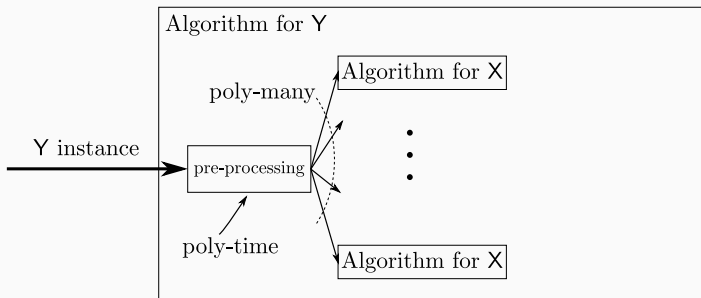 Algorithm for Y
Algorithm for X
poly-many
Y instance
pre-processing
poly-time
Algorithm for X